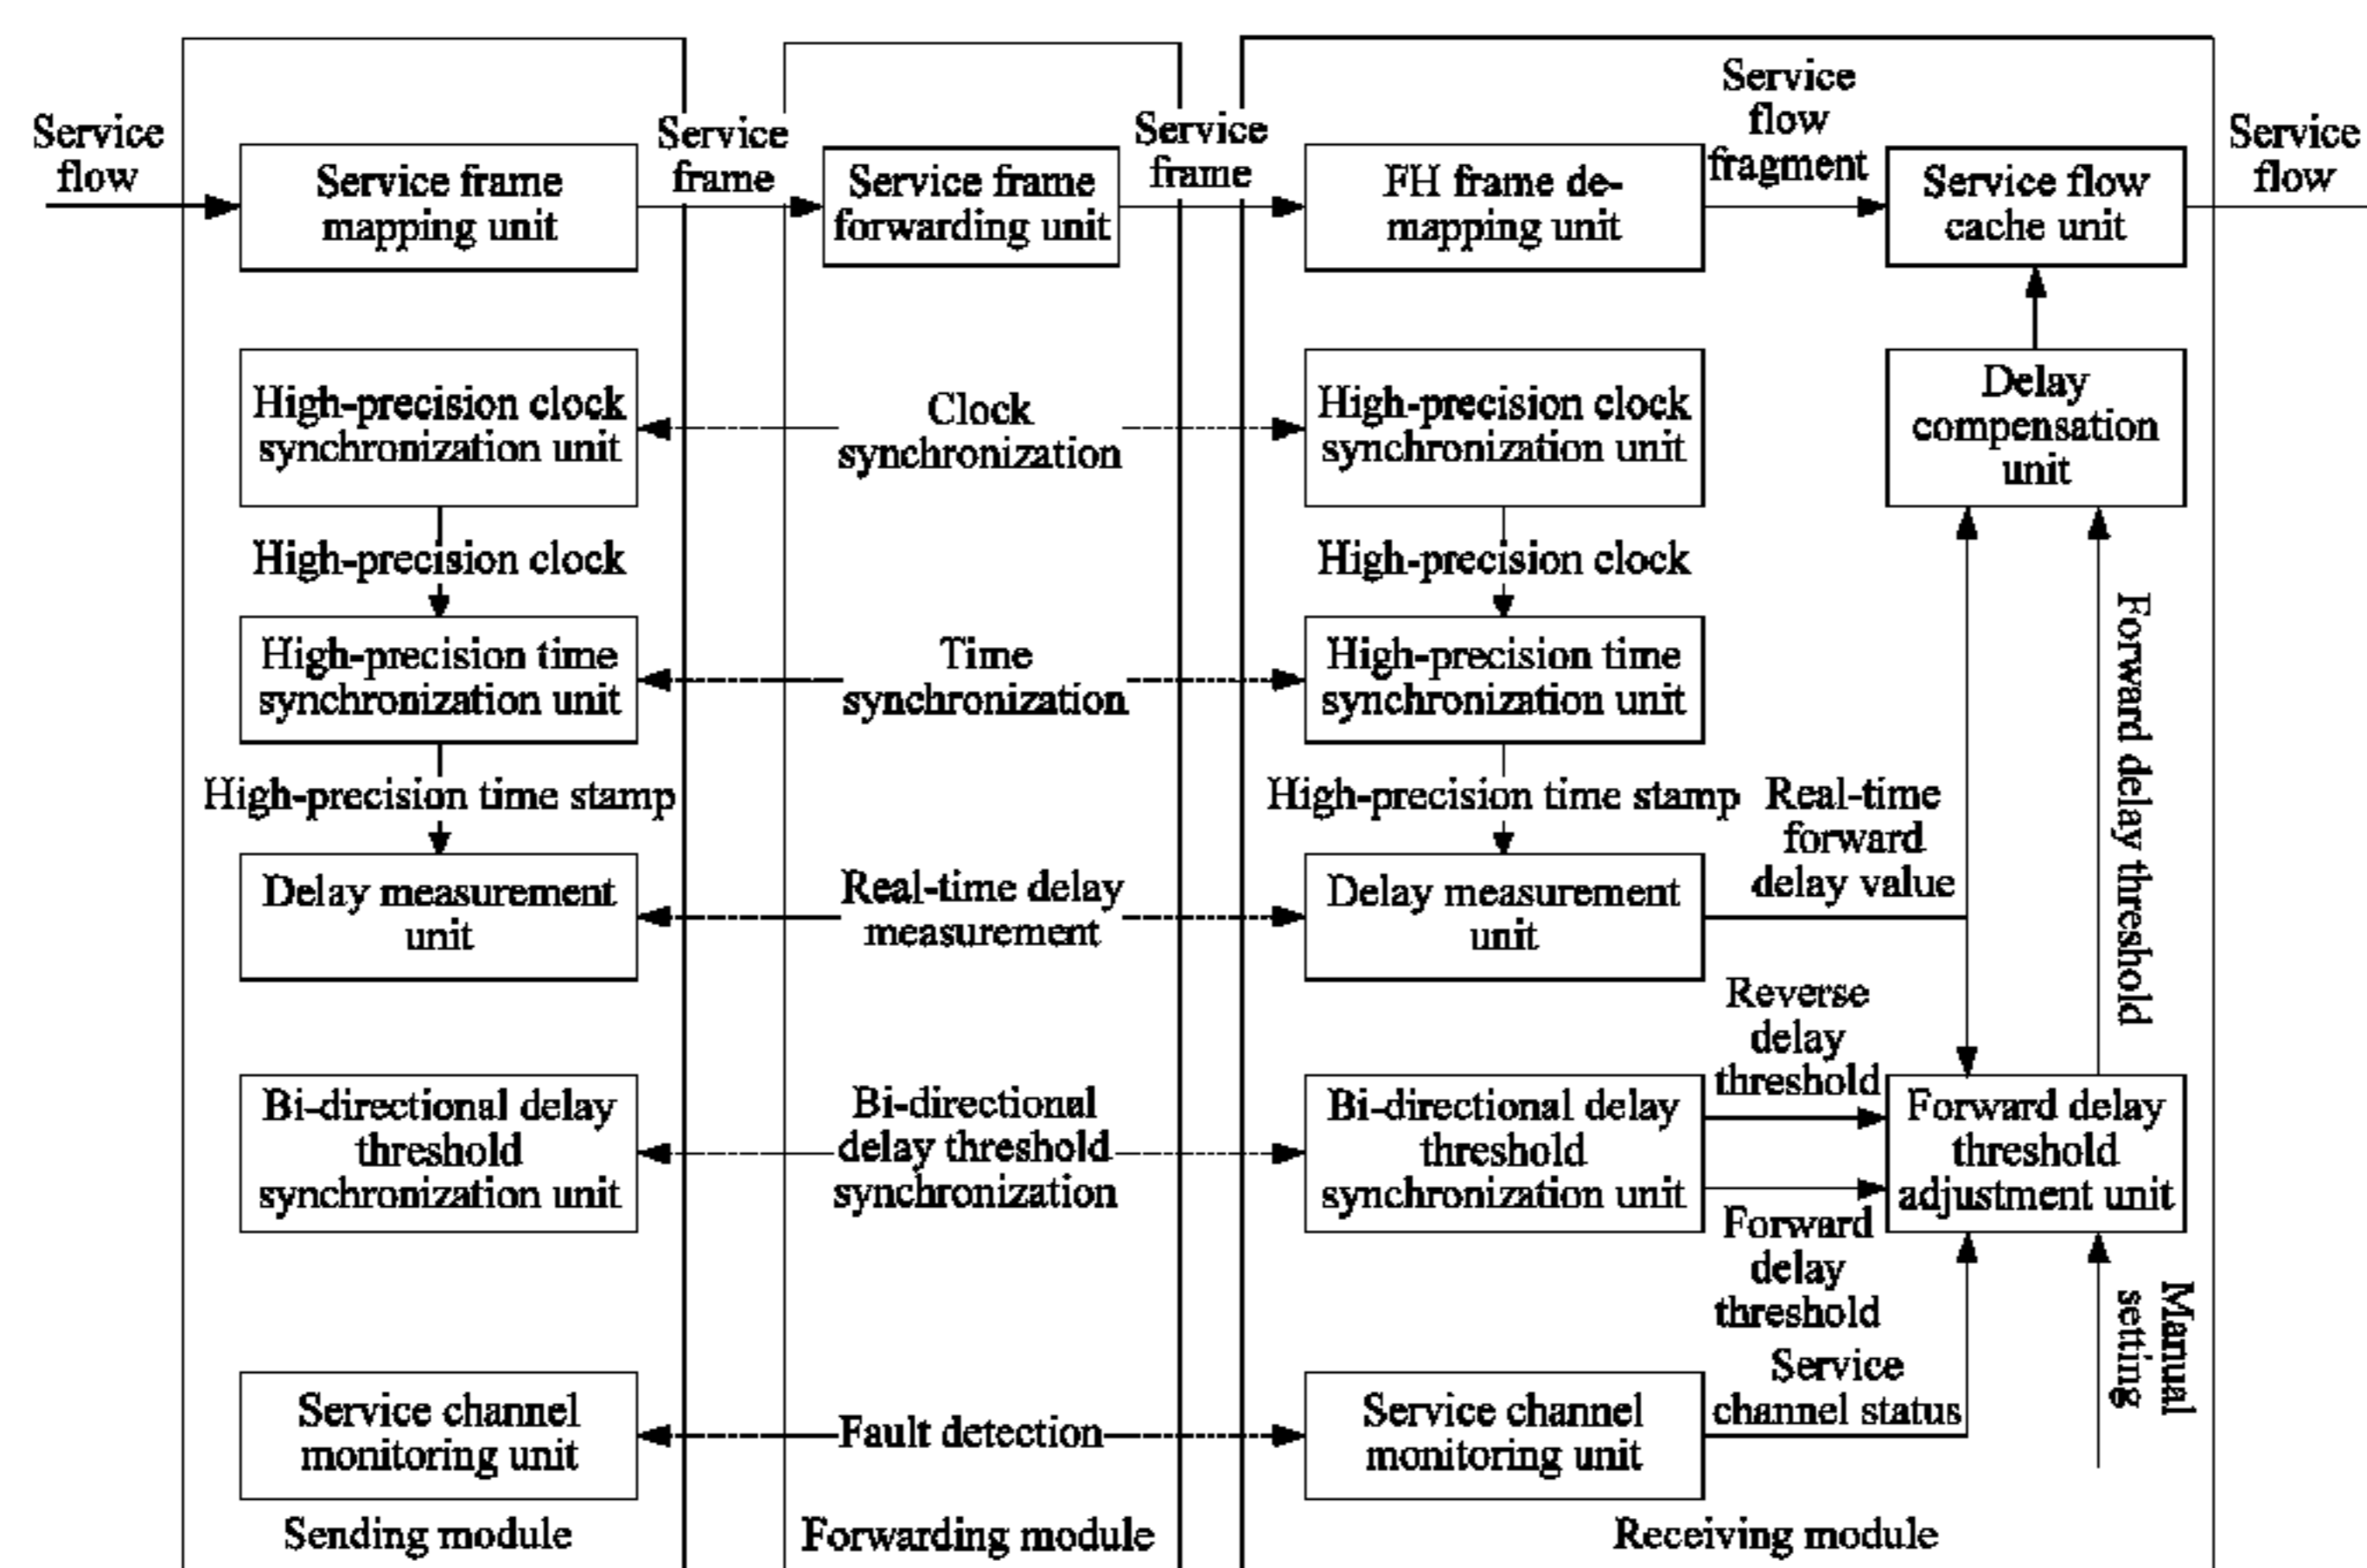 Service
flow
Service frame
mapping unit
Service
frame
Service frame
forwarding unit
Service
frame
FH frame de-
mapping unit
Service
flow
fragment
Service flow
cache unit
Service
flow
High-precision clock
synchronization unit
Clock
synchronization
High-precision clock
synchronization unit
Delay
compensation
unit
High-precision clock
High-precision clock
High-precision time
synchronization unit
Time
synchronization
High-precision time
synchronization unit
Forward delay threshold
High-precision time stamp
High-precision time stamp
Real-time
forward
delay value
Delay measurement
unit
Real-time delay
measurement
Delay measurement
unit
Reverse
delay
threshold
Bi-directional delay
threshold
synchronization unit
Bi-directional
delay threshold
synchronization
Bi-directional delay
threshold
synchronization unit
Forward delay
threshold
adjustment unit
Forward
delay
threshold
Manual
setting
Service channel
monitoring unit
Fault detection
Service channel
monitoring unit
Service
channel status
Sending module
Forwarding module
Receiving module